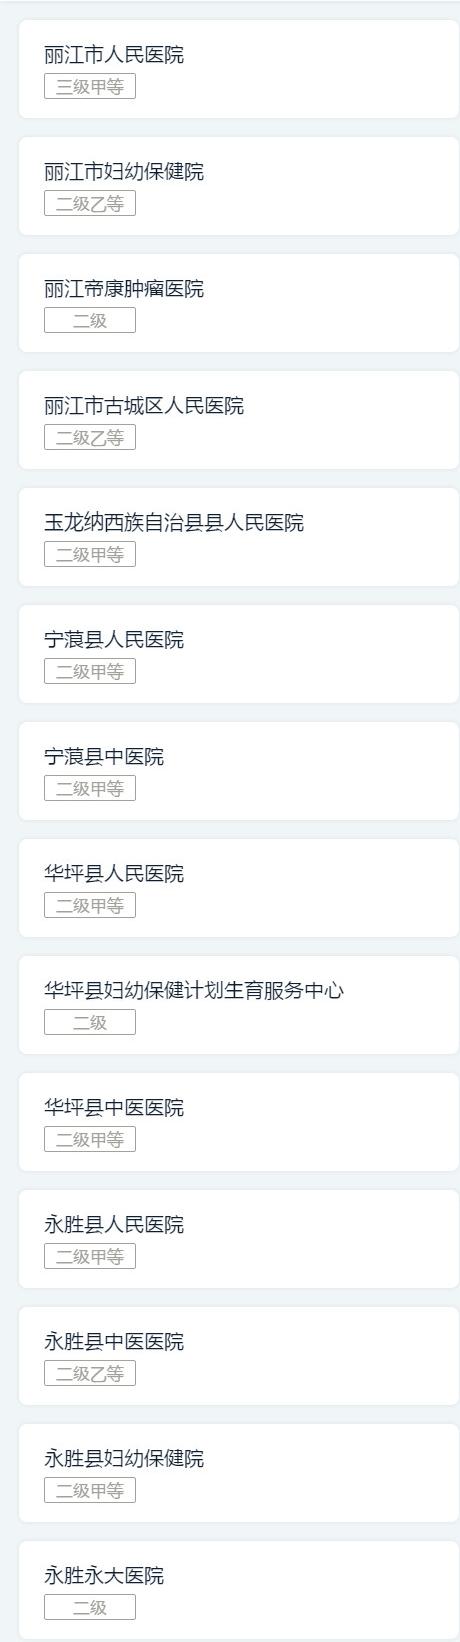 丽江市人民医院
三级甲等
丽江市妇幼保健院
二级乙等
丽江帝康肿瘤医院
二级
丽江市古城区人民医院
二级乙等
玉龙纳西族自治县县人民医院
二级甲等
宁蒗县人民医院
二级甲等
宁蒗县中医院
二级甲等
华坪县人民医院
二级甲等
华坪县妇幼保健计划生育服务中心
二级
华坪县中医医院
二级甲等
永胜县人民医院
二级甲等
永胜县中医医院
二级乙等
永胜县妇幼保健院
二级甲等
永胜永大医院
二级